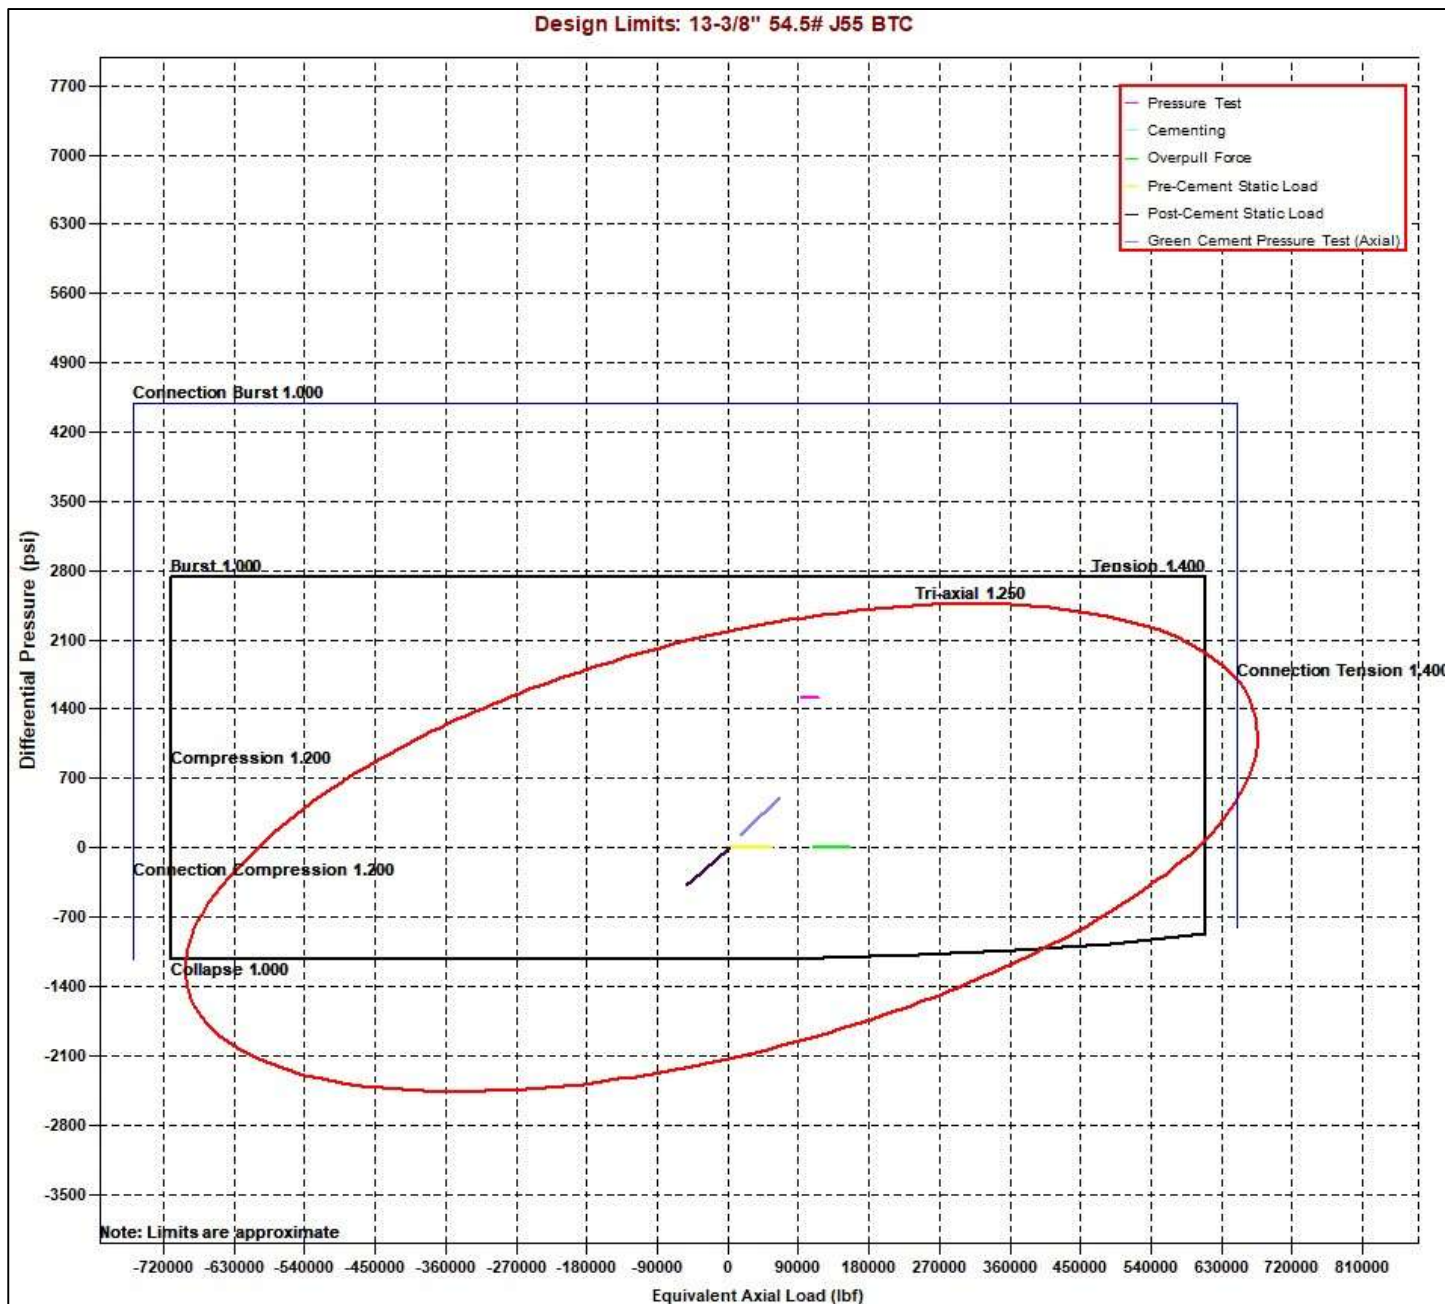 Design Limits: 13-3/8" 54.5# J55 BTC
7700
7000
6300
5600
4900
4200
3500
2800
2100
1400
700
0
-700
-1400
-2100
-2800
-3500
Differential Pressure (psi)
Pressure Test
Cementing
Overpull Force
Pre-Cement Static Load
Post-Cement Static Load
Green Cement Pressure Test (Axial)
Connection Burst 1.000
Burst 1.000
Tension 1.400
Tri-axial 1.250
Connection Tension 1.400
Compression 1.200
Connection Compression 1.200
Collapse 1.000
Note: Limits are approximate
-720000 -630000 -540000 -450000 -360000 -270000 -180000 -90000 0 90000 180000 270000 360000 450000 540000 630000 720000 810000
Equivalent Axial Load (lbf)